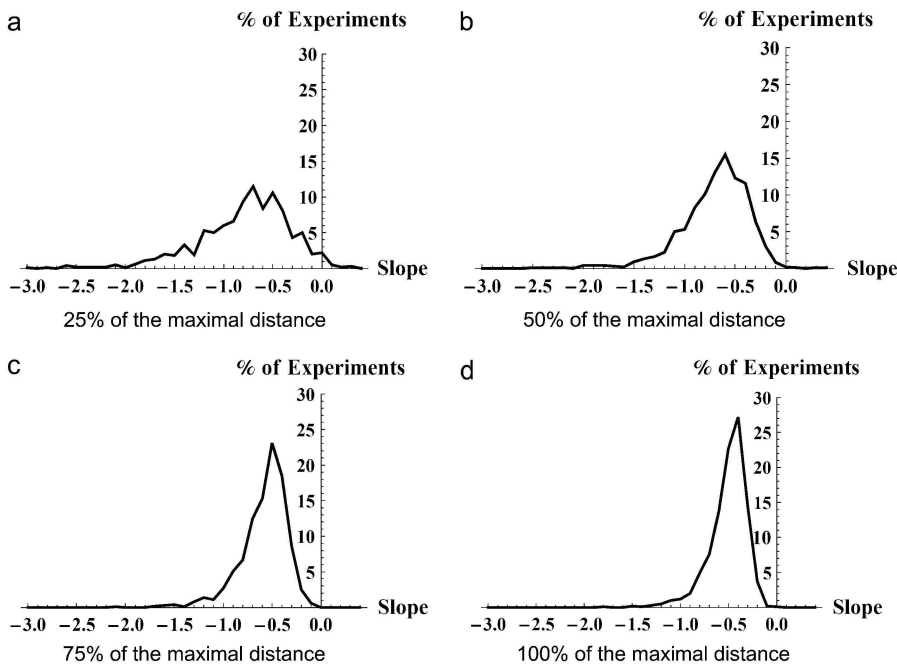 a
% of Experiments
30
25
20
15
10
5
Slope
−3.0 −2.5 −2.0 −1.5 −1.0 −0.5 0.0
25% of the maximal distance
b
% of Experiments
30
25
20
15
10
5
Slope
−3.0 −2.5 −2.0 −1.5 −1.0 −0.5 0.0
50% of the maximal distance
c
% of Experiments
30
25
20
15
10
5
Slope
−3.0 −2.5 −2.0 −1.5 −1.0 −0.5 0.0
75% of the maximal distance
d
% of Experiments
30
25
20
15
10
5
Slope
−3.0 −2.5 −2.0 −1.5 −1.0 −0.5 0.0
100% of the maximal distance